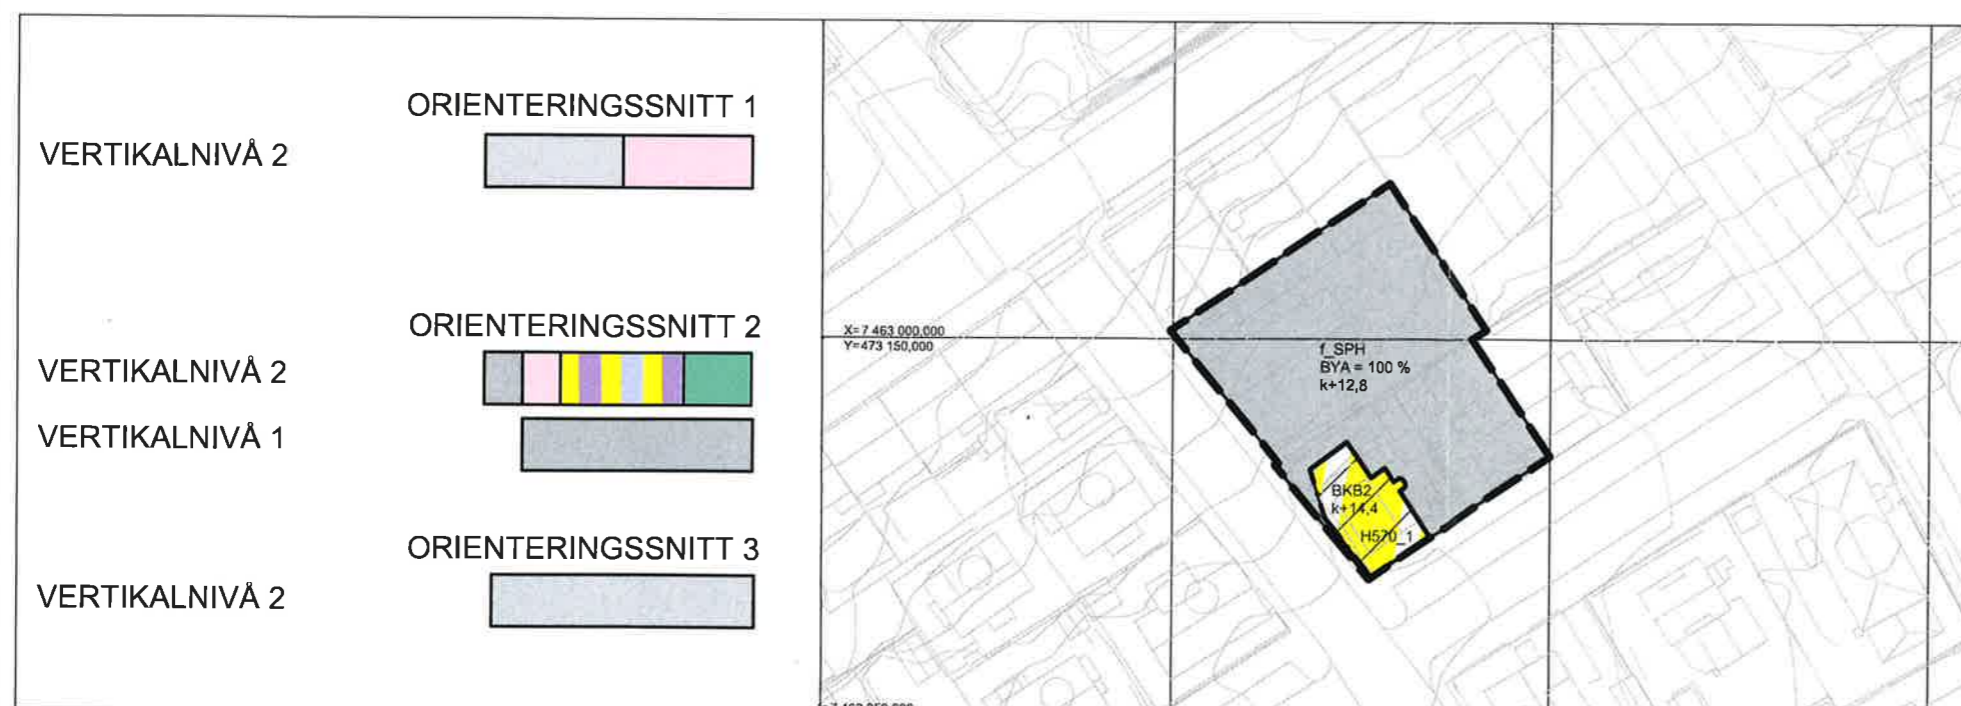 ORIENTERINGSSNITT 1
VERTIKALNIVÅ 2
ORIENTERINGSSNITT 2
VERTIKALNIVÅ 2
VERTIKALNIVÅ 1
ORIENTERINGSSNITT 3
VERTIKALNIVÅ 2
X= 7 463 000,000
Y=473 150,000
f_SPH
BYA = 100 %
k+12,8
BKB2
k+14,4
H570_1